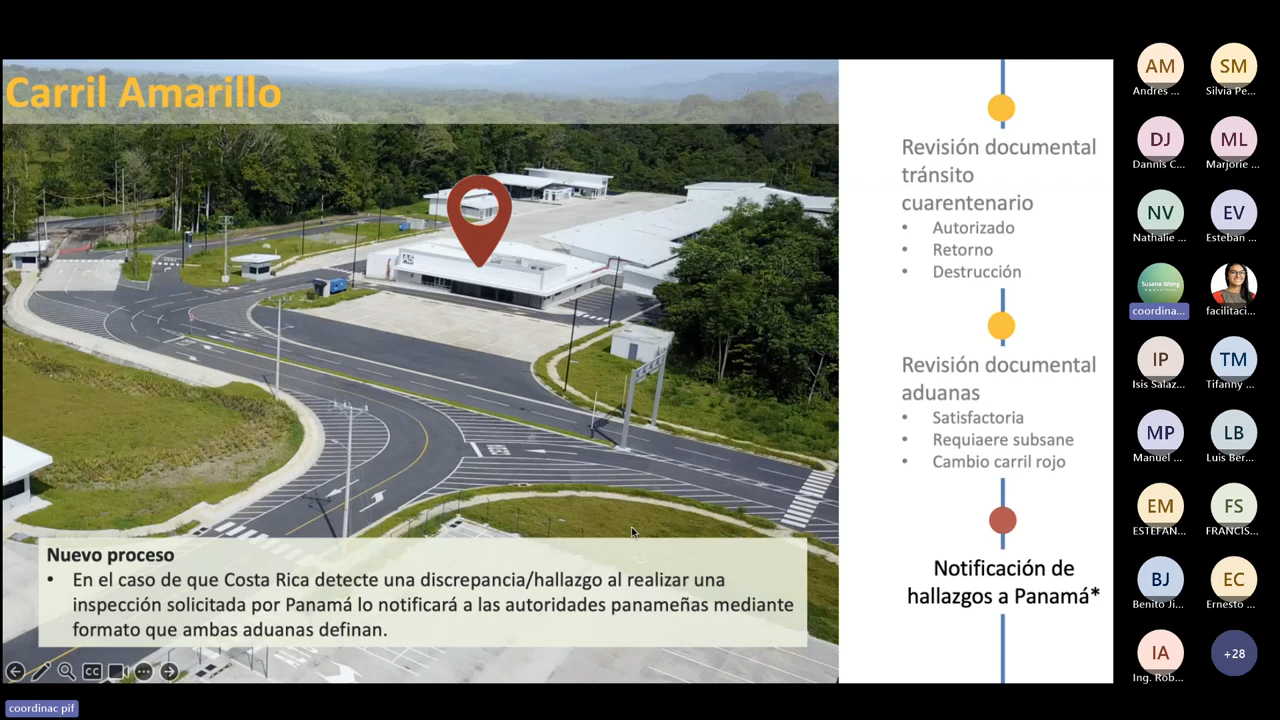 Carril Amarillo
Revisión documental
tránsito
cuarentenario
• Autorizado
• Retorno
• Destrucción
Revisión documental
aduanas
• Satisfactoria
• Requiaere subsane
• Cambio carril rojo
Notificación de
hallazgos a Panamá*
Nuevo proceso
• En el caso de que Costa Rica detecte una discrepancia/hallazgo al realizar una
inspección solicitada por Panamá lo notificará a las autoridades panameñas mediante
formato que ambas aduanas definan.
CC
coordinac pif
AM
Andres ...
SM
Silvia Pe...
DJ
Dannis C...
ML
Marjorie ...
NV
Nathalie ...
EV
Esteban ...
Susana Wong
coordina...
facilitaci...
IP
Isis Salaz...
TM
Tifanny ...
MP
Manuel ...
LB
Luis Ber...
EM
ESTEFAN...
FS
FRANCIS...
BJ
Benito Ji...
EC
Ernesto ...
IA
Ing. Rob...
+28